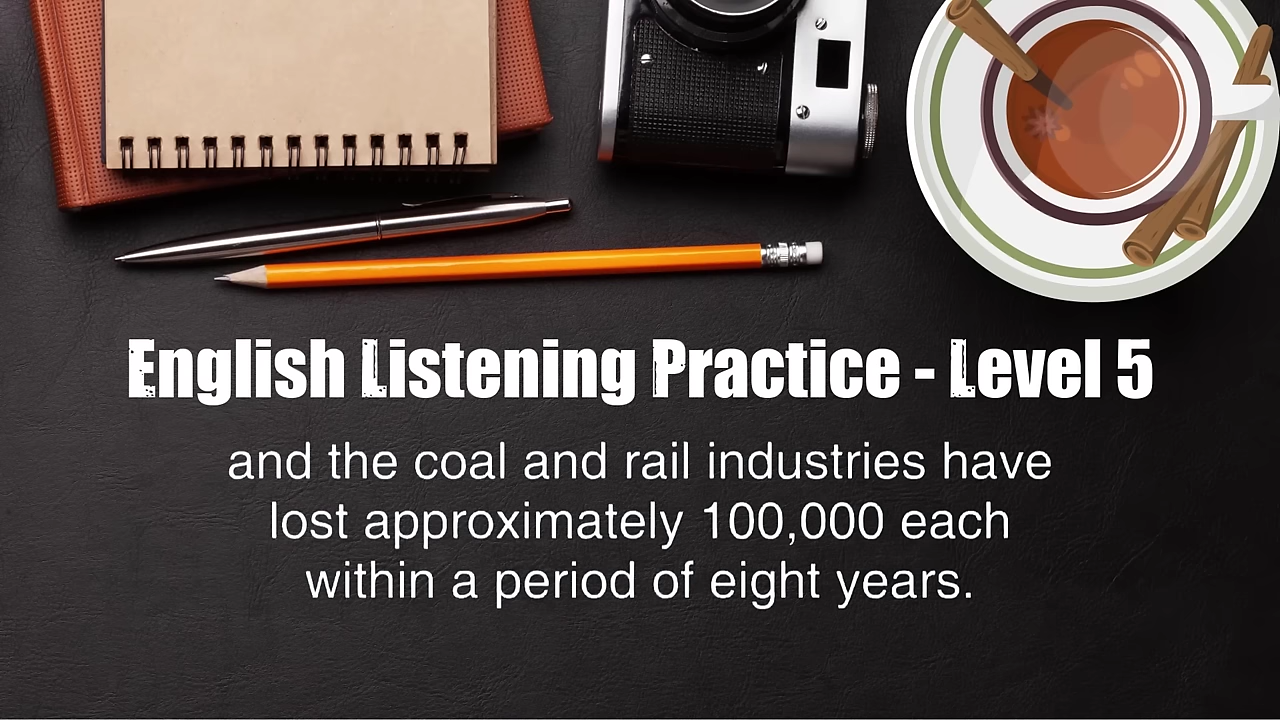 English Listening Practice - Level 5
and the coal and rail industries have
lost approximately 100,000 each
within a period of eight years.